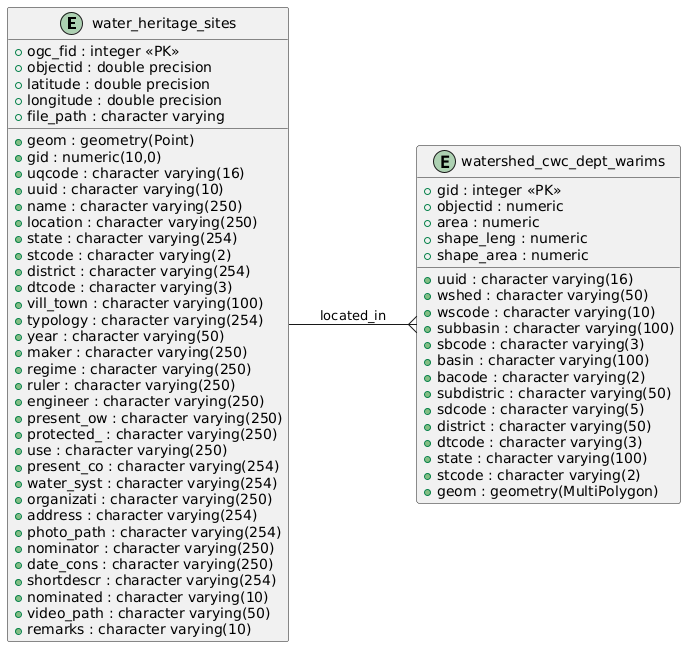 E water_heritage_sites
ogc_fid : integer «PK»
objectid : double precision
latitude : double precision
longitude : double precision
file_path : character varying
geom : geometry(Point)
gid : numeric(10,0)
uqcode : character varying(16)
uuid : character varying(10)
name : character varying(250)
location : character varying(250)
state : character varying(254)
stcode : character varying(2)
district : character varying(254)
dtcode : character varying(3)
vill_town : character varying(100)
typology : character varying(254)
year : character varying(50)
maker : character varying(250)
regime : character varying(250)
ruler : character varying(250)
engineer : character varying(250)
present_ow : character varying(250)
protected_ : character varying(250)
use : character varying(250)
present_co : character varying(254)
water_syst : character varying(254)
organizati : character varying(250)
address : character varying(254)
photo_path : character varying(254)
nominator : character varying(250)
date_cons : character varying(250)
shortdescr : character varying(254)
nominated : character varying(10)
video_path : character varying(50)
remarks : character varying(10)
located_in
E watershed_cwc_dept_warims
gid : integer «PK»
objectid : numeric
area : numeric
shape_leng : numeric
shape_area : numeric
uuid : character varying(16)
wshed : character varying(50)
wscode : character varying(10)
subbasin : character varying(100)
sbcode : character varying(3)
basin : character varying(100)
bacode : character varying(2)
subdistric : character varying(50)
sdcode : character varying(5)
district : character varying(50)
dtcode : character varying(3)
state : character varying(100)
stcode : character varying(2)
geom : geometry(MultiPolygon)